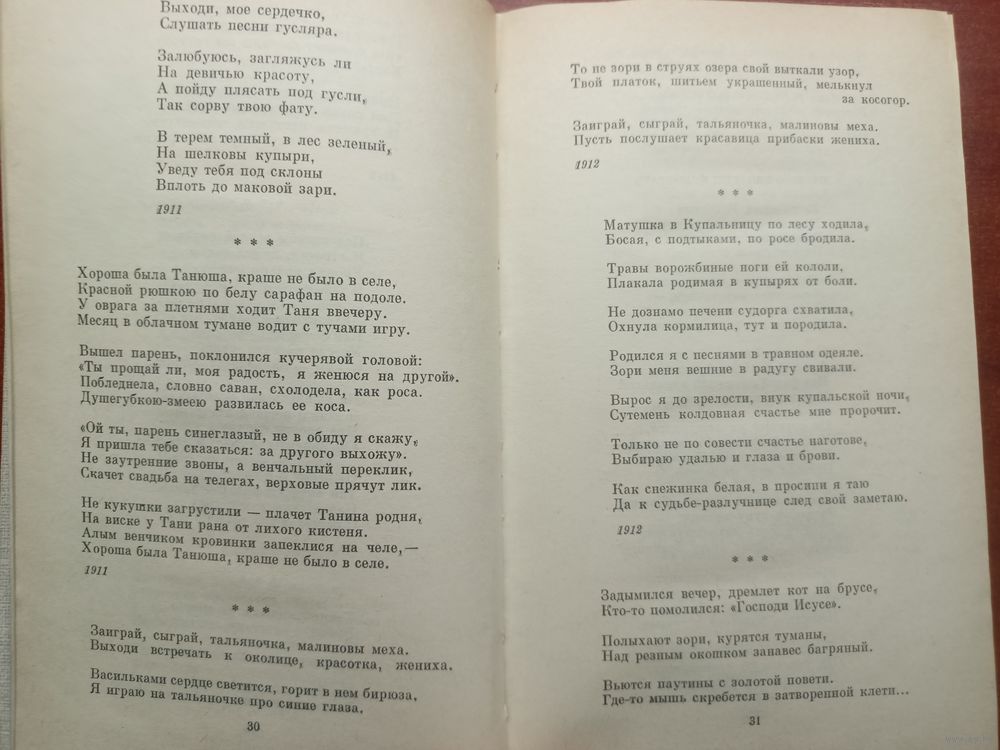 Выходи, мое сердечко,
Слушать песни гусляра.
Залюбуюсь, загляжусь ли
На девичью красоту,
А пойду плясать под гусли,
Так сорву твою фату.
В терем темный, в лес зеленый,
На шелковы купыри,
Уведу тебя под склоны
Вплоть до маковой зари.
1911
* * *
Хороша была Танюша, краше не было в селе,
Красной рюшкою по белу сарафан на подоле.
У оврага за плетнями ходит Таня ввечеру.
Месяц в облачном тумане водит с тучами игру.
Вышел парень, поклонился кучерявой головой:
«Ты прощай ли, моя радость, я женюся на другой».
Побледнела, словно саван, схолодела, как роса.
Душегубкою-змеею развилась ее коса.
«Ой ты, парень синеглазый, не в обиду я скажу,
Я пришла тебе сказаться: за другого выхожу».
Не заутренние звоны, а венчальный переклик,
Скачет свадьба на телегах, верховые прячут лик.
Не кукушки загрустили — плачет Танина родня,
На виске у Тани рана от лихого кистеня.
Алым венчиком кровинки запеклися на челе,—
Хороша была Танюша, краше не было в селе.
1911
* * *
Заиграй, сыграй, тальяночка, малиновы меха.
Выходи встречать к околице, красотка, жениха.
Васильками сердце светится, горит в нем бирюза.
Я играю на тальяночке про синие глаза.
30
То не зори в струях озера свой выткали узор,
Твой платок, шитьем украшенный, мелькнул
за косогор.
Заиграй, сыграй, тальяночка, малиновы меха.
Пусть послушает красавица прибаски жениха.
1912
* * *
Матушка в Купальницу по лесу ходила,
Босая, с подтыками, по росе бродила.
Травы ворожбиные ноги ей кололи,
Плакала родимая в купырях от боли.
Не дознамо печени судорга схватила,
Охнула кормилица, тут и породила.
Родился я с песнями в травном одеяле.
Зори меня вешние в радугу свивали.
Вырос я до зрелости, внук купальской ночи,
Сутемень колдовная счастье мне пророчит.
Только не по совести счастье наготове,
Выбираю удалью и глаза и брови.
Как снежинка белая, в просини я таю
Да к судьбе-разлучнице след свой заметаю.
1912
* * *
Задымился вечер, дремлет кот на брусе,
Кто-то помолился: «Господи Исусе».
Полыхают зори, курятся туманы,
Над резным окошком занавес багряный.
Вьются паутины с золотой повети.
Где-то мышь скребется в затворенной клети...
31